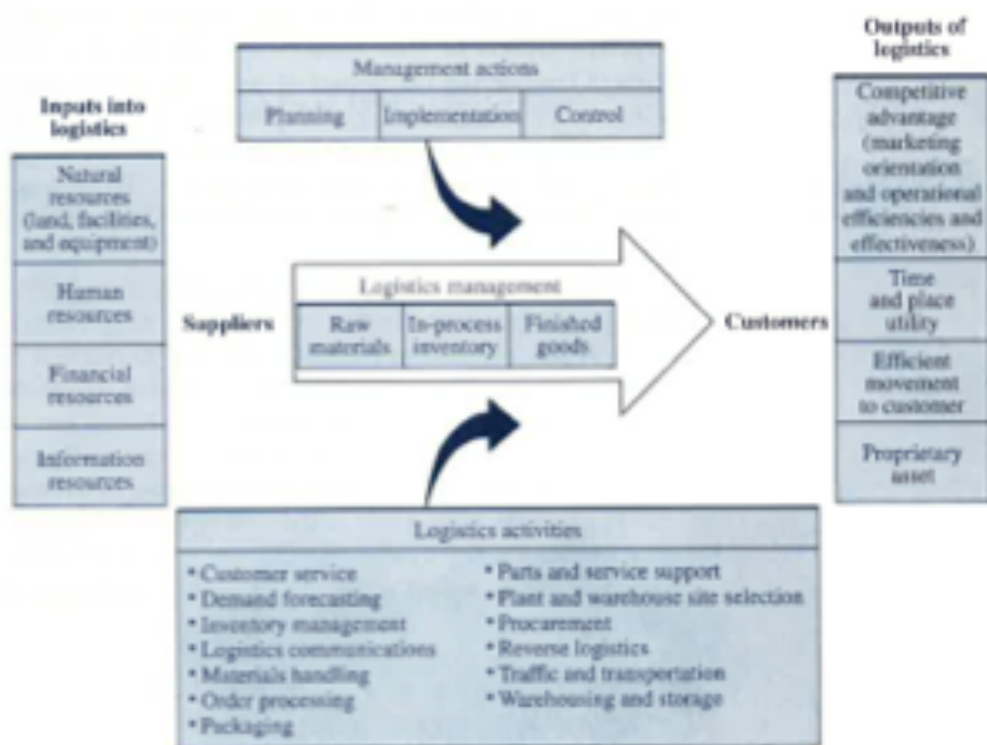 Inputs into
logistics
Natural
resources
(land, facilities,
and equipment)
Human
resources
Financial
resources
Information
resources
Management actions
Planning
Implementation
Control
Suppliers
Logistics management
Raw
materials
In-process
inventory
Finished
goods
Customers
Logistics activities
• Customer service
• Demand forecasting
• Inventory management
• Logistics communications
• Materials handling
• Order processing
• Packaging
• Parts and service support
• Plant and warehouse site selection
• Procurement
• Reverse logistics
• Traffic and transportation
• Warehousing and storage
Outputs of
logistics
Competitive
advantage
(marketing
orientation
and operational
efficiencies and
effectiveness)
Time
and place
utility
Efficient
movement
to customer
Proprietary
asset